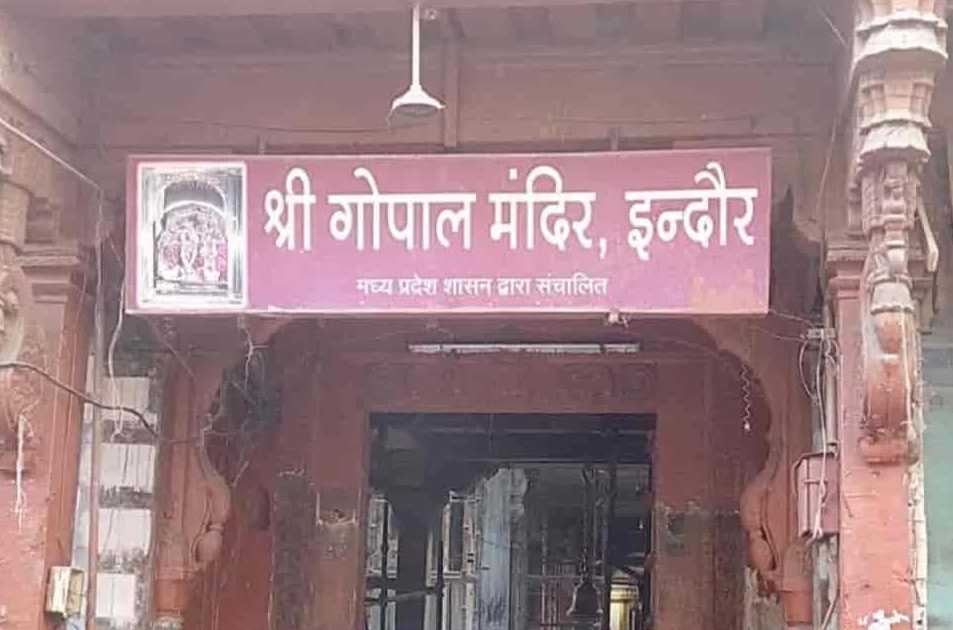 श्री गोपाल मंदिर, इन्दौर
मध्य प्रदेश शासन द्वारा संचालित